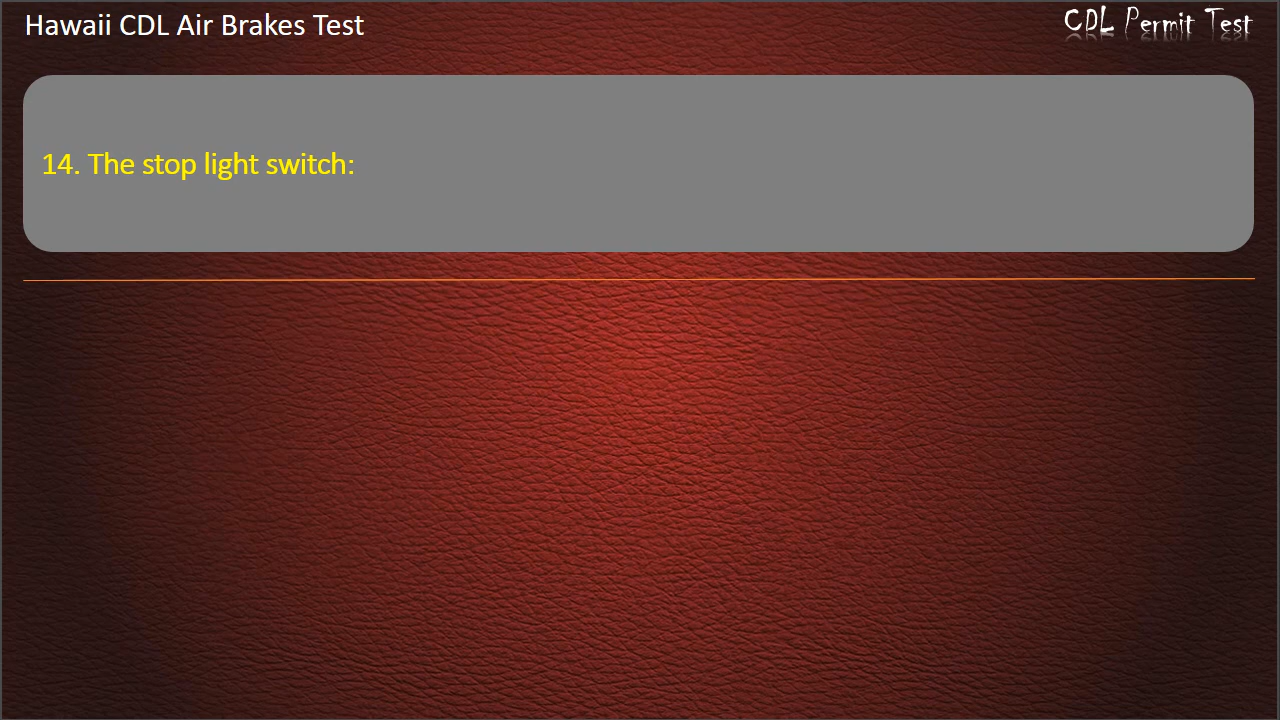 Hawaii CDL Air Brakes Test
CDL Permit Test
14. The stop light switch: